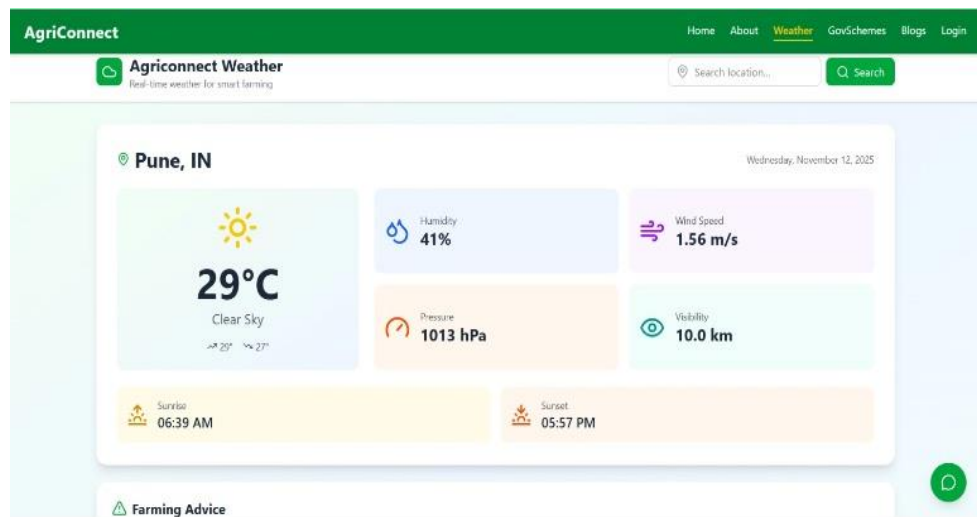 AgriConnect
Home About Weather GovSchemes Blogs Login
Agriconnect Weather
Real-time weather for smart farming
Search location...
Search
Pune, IN
Wednesday, November 12, 2025
29°C
Clear Sky
29° 27°
Humidity
41%
Wind Speed
1.56 m/s
Pressure
1013 hPa
Visibility
10.0 km
Sunrise
06:39 AM
Sunset
05:57 PM
Farming Advice